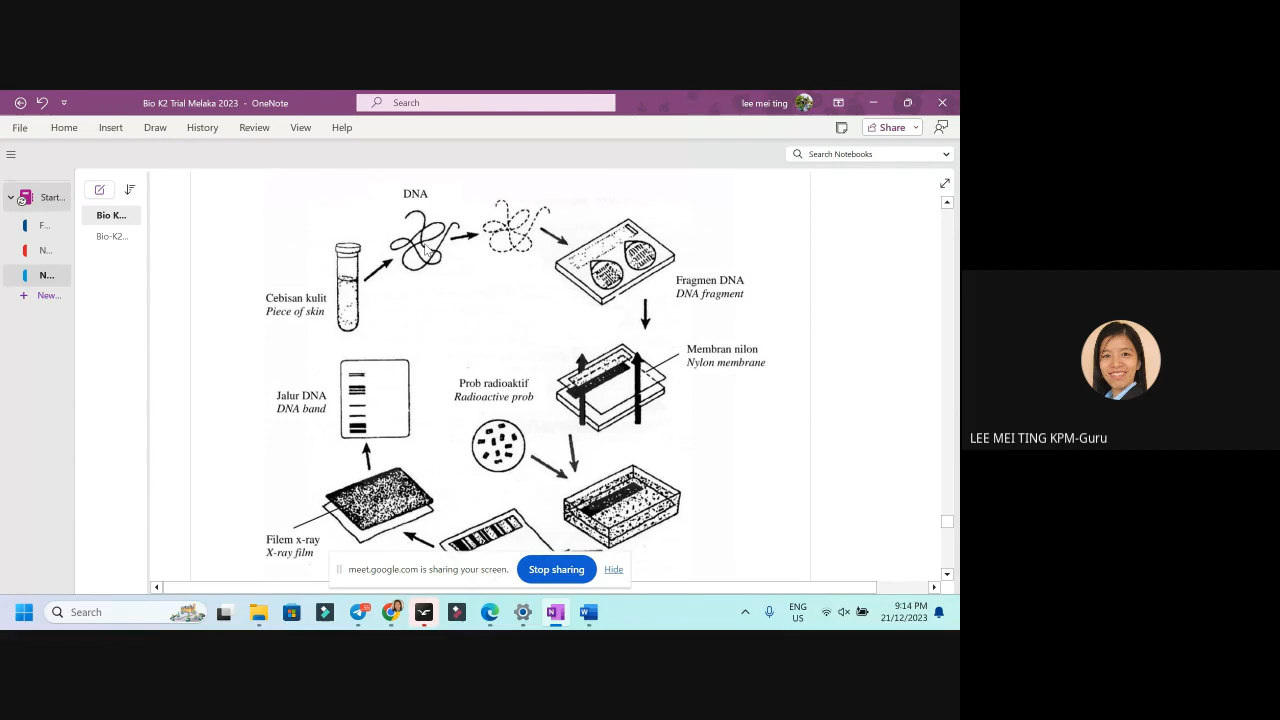 Bio K2 Trial Melaka 2023 - OneNote
Search
lee mei ting
File
Home
Insert
Draw
History
Review
View
Help
Share
Search Notebooks
Start...
F...
N...
N...
New...
Bio K...
Bio-K2...
DNA
Cebisan kulit
Piece of skin
Fragmen DNA
DNA fragment
Membran nilon
Nylon membrane
Prob radioaktif
Radioactive prob
Jalur DNA
DNA band
Filem x-ray
X-ray film
meet.google.com is sharing your screen.
Stop sharing
Hide
LEE MEI TING KPM-Guru
Search
ENG
US
9:14 PM
21/12/2023